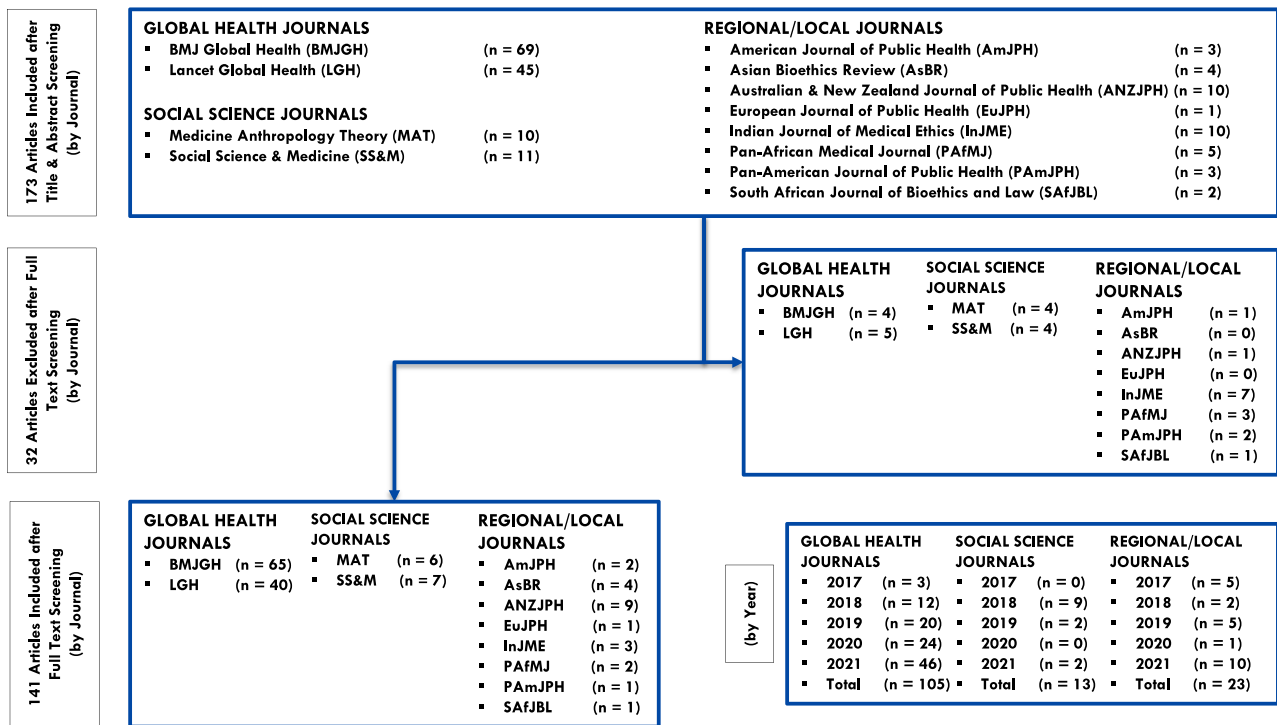 173 Articles Included after
Title & Abstract Screening
(by Journal)
GLOBAL HEALTH JOURNALS
▪ BMJ Global Health (BMJGH) (n = 69)
▪ Lancet Global Health (LGH) (n = 45)
SOCIAL SCIENCE JOURNALS
▪ Medicine Anthropology Theory (MAT) (n = 10)
▪ Social Science & Medicine (SS&M) (n = 11)
REGIONAL/LOCAL JOURNALS
▪ American Journal of Public Health (AmJPH) (n = 3)
▪ Asian Bioethics Review (AsBR) (n = 4)
▪ Australian & New Zealand Journal of Public Health (ANZJPH) (n = 10)
▪ European Journal of Public Health (EuJPH) (n = 1)
▪ Indian Journal of Medical Ethics (InJME) (n = 10)
▪ Pan-African Medical Journal (PAfMJ) (n = 5)
▪ Pan-American Journal of Public Health (PAmJPH) (n = 3)
▪ South African Journal of Bioethics and Law (SAfJBL) (n = 2)
32 Articles Excluded after Full
Text Screening
(by Journal)
GLOBAL HEALTH
JOURNALS
▪ BMJGH (n = 4)
▪ LGH (n = 5)
SOCIAL SCIENCE
JOURNALS
▪ MAT (n = 4)
▪ SS&M (n = 4)
REGIONAL/LOCAL
JOURNALS
▪ AmJPH (n = 1)
▪ AsBR (n = 0)
▪ ANZJPH (n = 1)
▪ EuJPH (n = 0)
▪ InJME (n = 7)
▪ PAfMJ (n = 3)
▪ PAmJPH (n = 2)
▪ SAfJBL (n = 1)
141 Articles Included after
Full Text Screening
(by Journal)
GLOBAL HEALTH
JOURNALS
▪ BMJGH (n = 65)
▪ LGH (n = 40)
SOCIAL SCIENCE
JOURNALS
▪ MAT (n = 6)
▪ SS&M (n = 7)
REGIONAL/LOCAL
JOURNALS
▪ AmJPH (n = 2)
▪ AsBR (n = 4)
▪ ANZJPH (n = 9)
▪ EuJPH (n = 1)
▪ InJME (n = 3)
▪ PAfMJ (n = 2)
▪ PAmJPH (n = 1)
▪ SAfJBL (n = 1)
(by Year)
GLOBAL HEALTH
JOURNALS
▪ 2017 (n = 3)
▪ 2018 (n = 12)
▪ 2019 (n = 20)
▪ 2020 (n = 24)
▪ 2021 (n = 46)
▪ Total (n = 105)
SOCIAL SCIENCE
JOURNALS
▪ 2017 (n = 0)
▪ 2018 (n = 9)
▪ 2019 (n = 2)
▪ 2020 (n = 0)
▪ 2021 (n = 2)
▪ Total (n = 13)
REGIONAL/LOCAL
JOURNALS
▪ 2017 (n = 5)
▪ 2018 (n = 2)
▪ 2019 (n = 5)
▪ 2020 (n = 1)
▪ 2021 (n = 10)
▪ Total (n = 23)